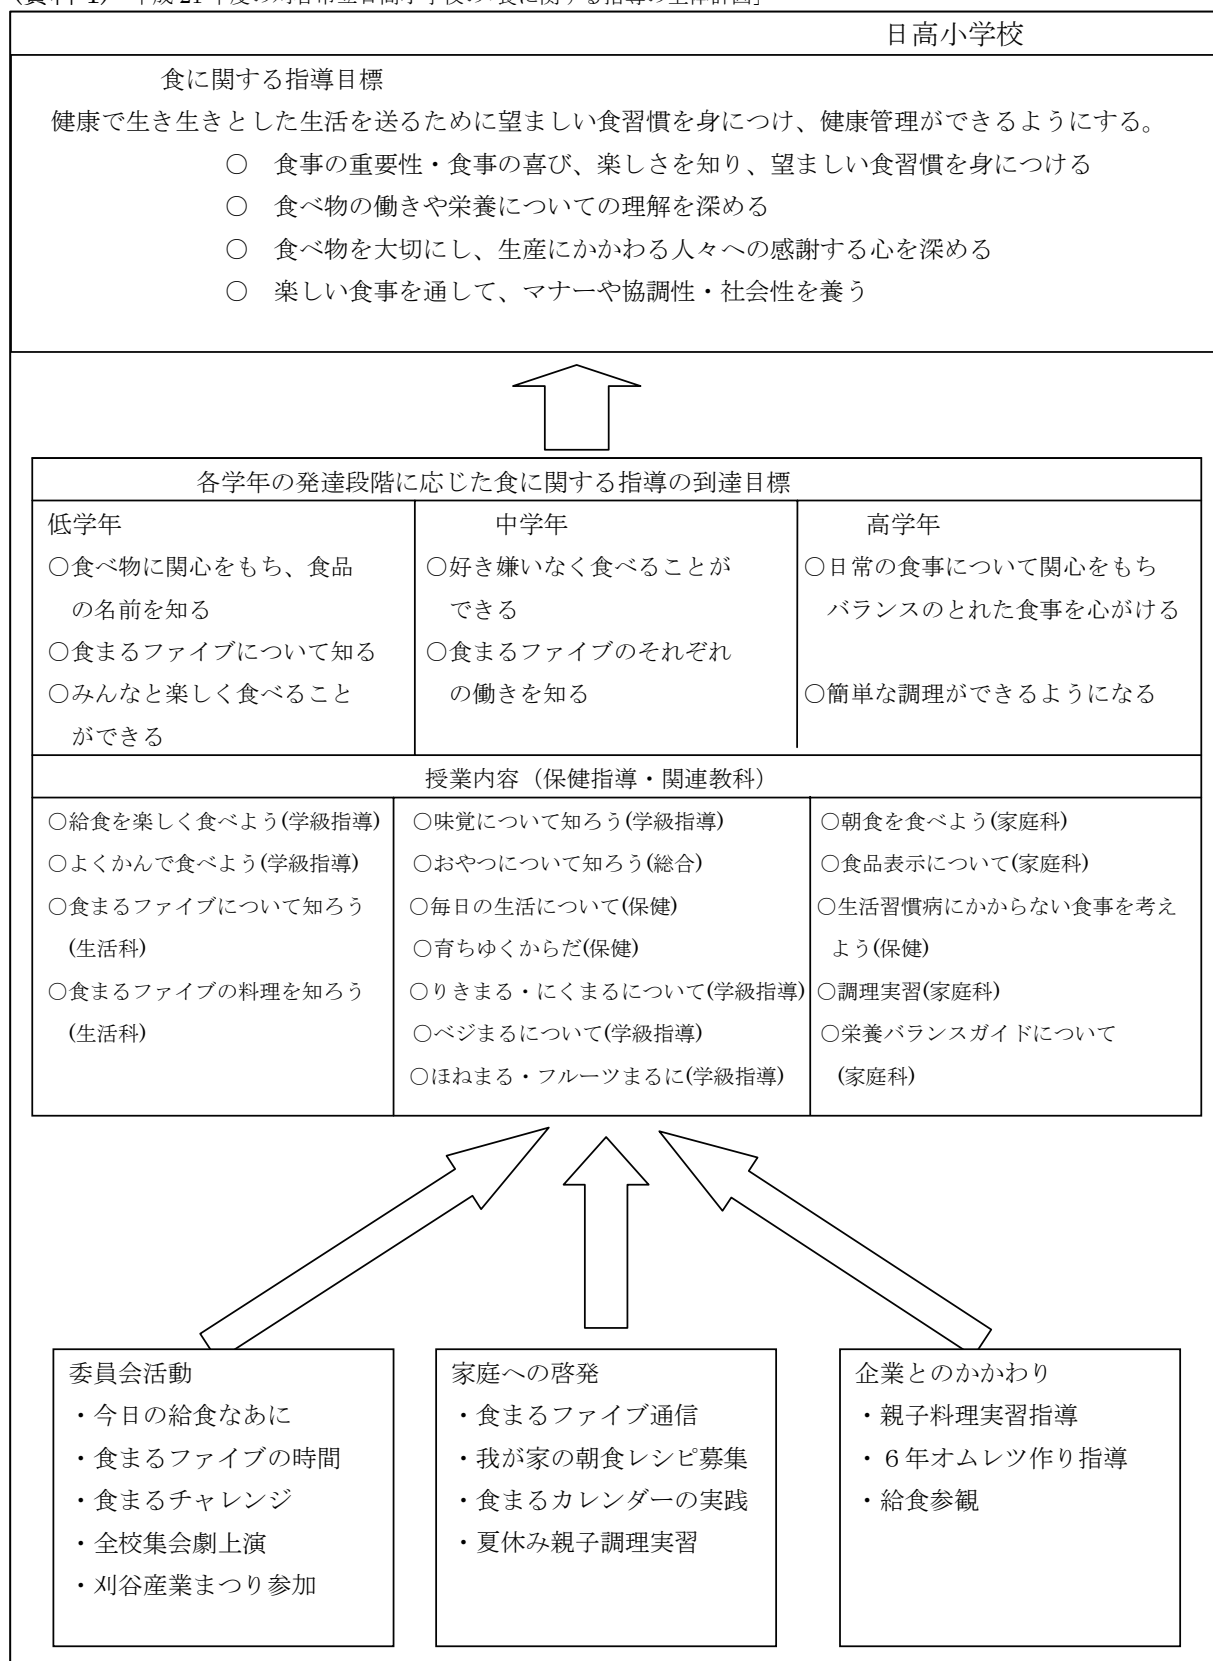 日高小学校
食に関する指導目標
健康で生き生きとした生活を送るために望ましい食習慣を身につけ、健康管理ができるようにする。
○ 食事の重要性・食事の喜び、楽しさを知り、望ましい食習慣を身につける
○ 食べ物の働きや栄養についての理解を深める
○ 食べ物を大切にし、生産にかかわる人々への感謝する心を深める
○ 楽しい食事を通して、マナーや協調性・社会性を養う
各学年の発達段階に応じた食に関する指導の到達目標
低学年
○食べ物に関心をもち、食品
の名前を知る
○食まるファイブについて知る
○みんなと楽しく食べること
ができる
中学年
○好き嫌いなく食べることが
できる
○食まるファイブのそれぞれ
の働きを知る
高学年
○日常の食事について関心をもち
バランスのとれた食事を心がける
○簡単な調理ができるようになる
授業内容（保健指導・関連教科）
○給食を楽しく食べよう(学級指導)
○よくかんで食べよう(学級指導)
○食まるファイブについて知ろう
(生活科)
○食まるファイブの料理を知ろう
(生活科)
○味覚について知ろう(学級指導)
○おやつについて知ろう(総合)
○毎日の生活について(保健)
○育ちゆくからだ(保健)
○りきまる・にくまるについて(学級指導)
○ベジまるについて(学級指導)
○ほねまる・フルーツまるに(学級指導)
○朝食を食べよう(家庭科)
○食品表示について(家庭科)
○生活習慣病にかからない食事を考え
よう(保健)
○調理実習(家庭科)
○栄養バランスガイドについて
(家庭科)
委員会活動
・今日の給食なあに
・食まるファイブの時間
・食まるチャレンジ
・全校集会劇上演
・刈谷産業まつり参加
家庭への啓発
・食まるファイブ通信
・我が家の朝食レシピ募集
・食まるカレンダーの実践
・夏休み親子調理実習
企業とのかかわり
・親子料理実習指導
・６年オムレツ作り指導
・給食参観